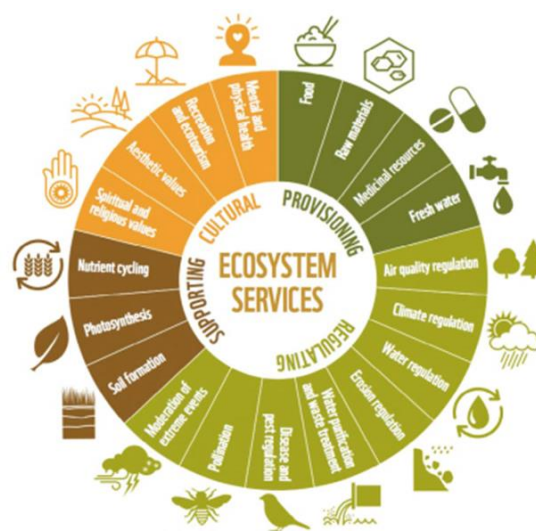 ECOSYSTEM
SERVICES
PROVISIONING
Food
Raw materials
Medicinal resources
Fresh water
REGULATING
Air quality regulation
Climate regulation
Water regulation
Erosion regulation
Water purification
and waste treatment
Disease and
pest regulation
Pollination
Moderation of
extreme events
SUPPORTING
Soil formation
Photosynthesis
Nutrient cycling
CULTURAL
Spiritual and
religious values
Aesthetic values
Recreation
and ecotourism
Mental and
physical health